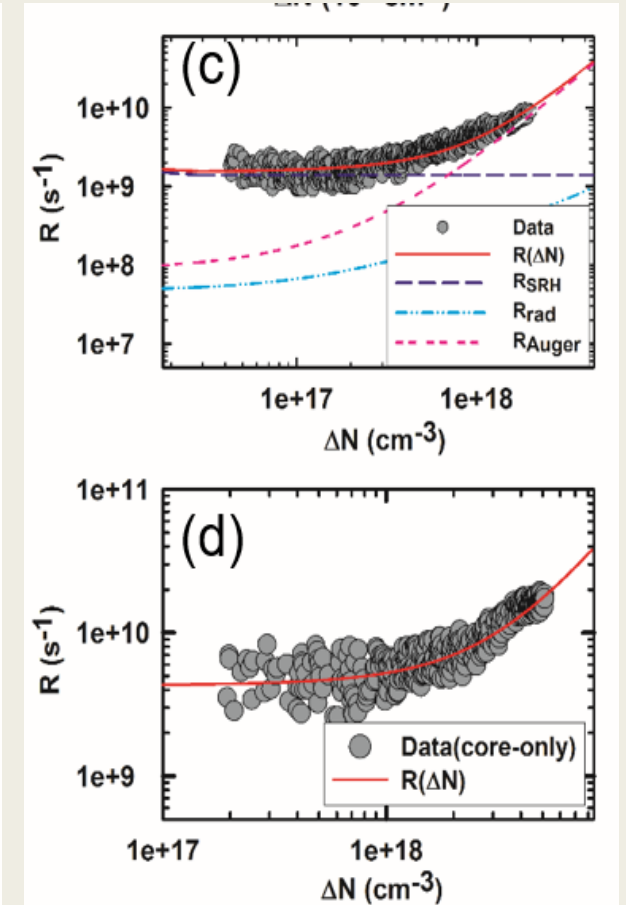 (c)
1e+10
1e+9
1e+8
1e+7
R (s-1)
Data
R(ΔN)
RSRH
Rrad
RAuger
1e+17
1e+18
ΔN (cm-3)
1e+11
(d)
1e+10
1e+9
R (s-1)
Data(core-only)
R(ΔN)
1e+17
1e+18
ΔN (cm-3)